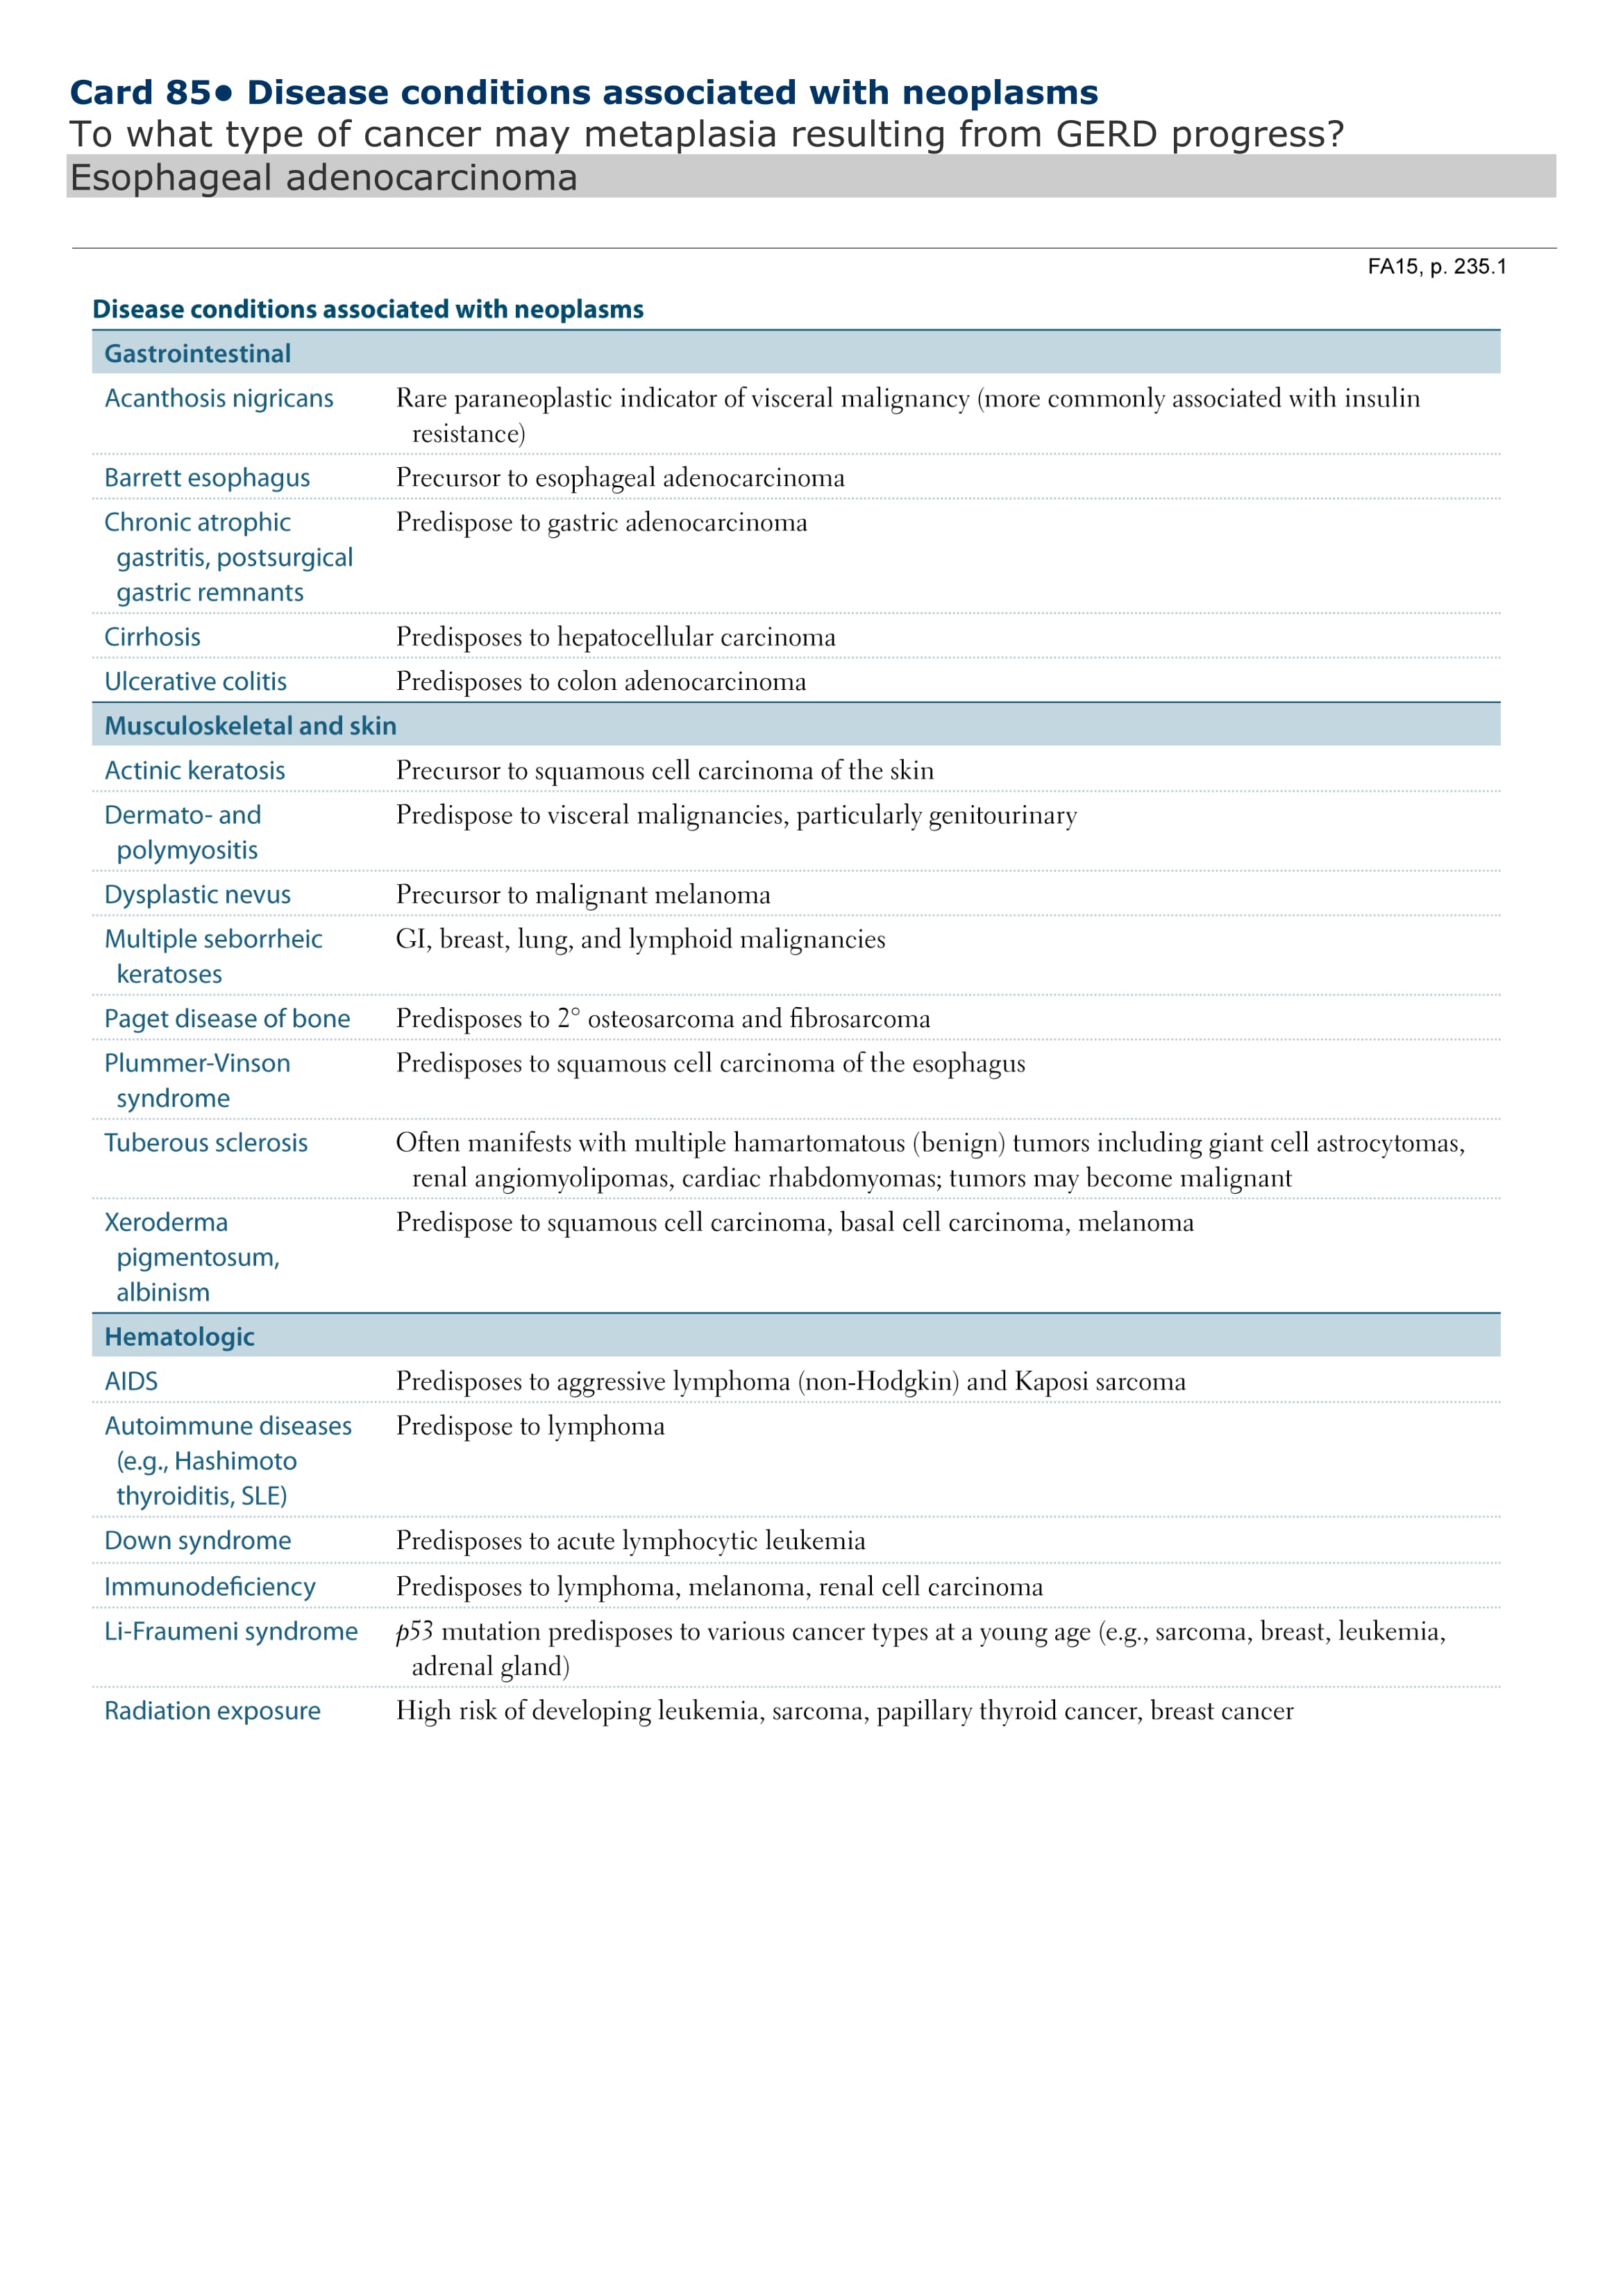 Card 85● Disease conditions associated with neoplasms
To what type of cancer may metaplasia resulting from GERD progress?
Esophageal adenocarcinoma
FA15, p. 235.1
Disease conditions associated with neoplasms
Gastrointestinal
Acanthosis nigricans Rare paraneoplastic indicator of visceral malignancy (more commonly associated with insulin
resistance)
Barrett esophagus Precursor to esophageal adenocarcinoma
Chronic atrophic Predispose to gastric adenocarcinoma
gastritis, postsurgical
gastric remnants
Cirrhosis Predisposes to hepatocellular carcinoma
Ulcerative colitis Predisposes to colon adenocarcinoma
Musculoskeletal and skin
Actinic keratosis Precursor to squamous cell carcinoma of the skin
Dermato- and Predispose to visceral malignancies, particularly genitourinary
polymyositis
Dysplastic nevus Precursor to malignant melanoma
Multiple seborrheic GI, breast, lung, and lymphoid malignancies
keratoses
Paget disease of bone Predisposes to 2° osteosarcoma and fibrosarcoma
Plummer-Vinson Predisposes to squamous cell carcinoma of the esophagus
syndrome
Tuberous sclerosis Often manifests with multiple hamartomatous (benign) tumors including giant cell astrocytomas,
renal angiomyolipomas, cardiac rhabdomyomas; tumors may become malignant
Xeroderma Predispose to squamous cell carcinoma, basal cell carcinoma, melanoma
pigmentosum,
albinism
Hematologic
AIDS Predisposes to aggressive lymphoma (non-Hodgkin) and Kaposi sarcoma
Autoimmune diseases Predispose to lymphoma
(e.g., Hashimoto
thyroiditis, SLE)
Down syndrome Predisposes to acute lymphocytic leukemia
Immunodeficiency Predisposes to lymphoma, melanoma, renal cell carcinoma
Li-Fraumeni syndrome p53 mutation predisposes to various cancer types at a young age (e.g., sarcoma, breast, leukemia,
adrenal gland)
Radiation exposure High risk of developing leukemia, sarcoma, papillary thyroid cancer, breast cancer